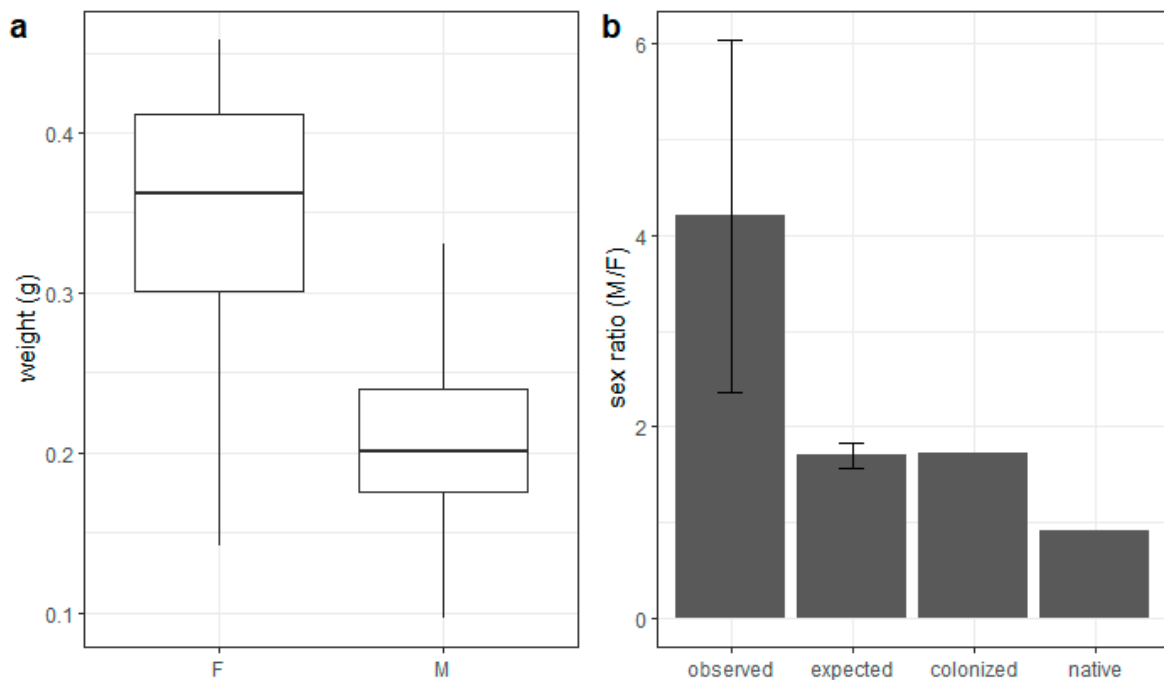 a
weight (g)
0.4
0.3
0.2
0.1
F M
b
sex ratio (M/F)
6
4
2
0
observed expected colonized native